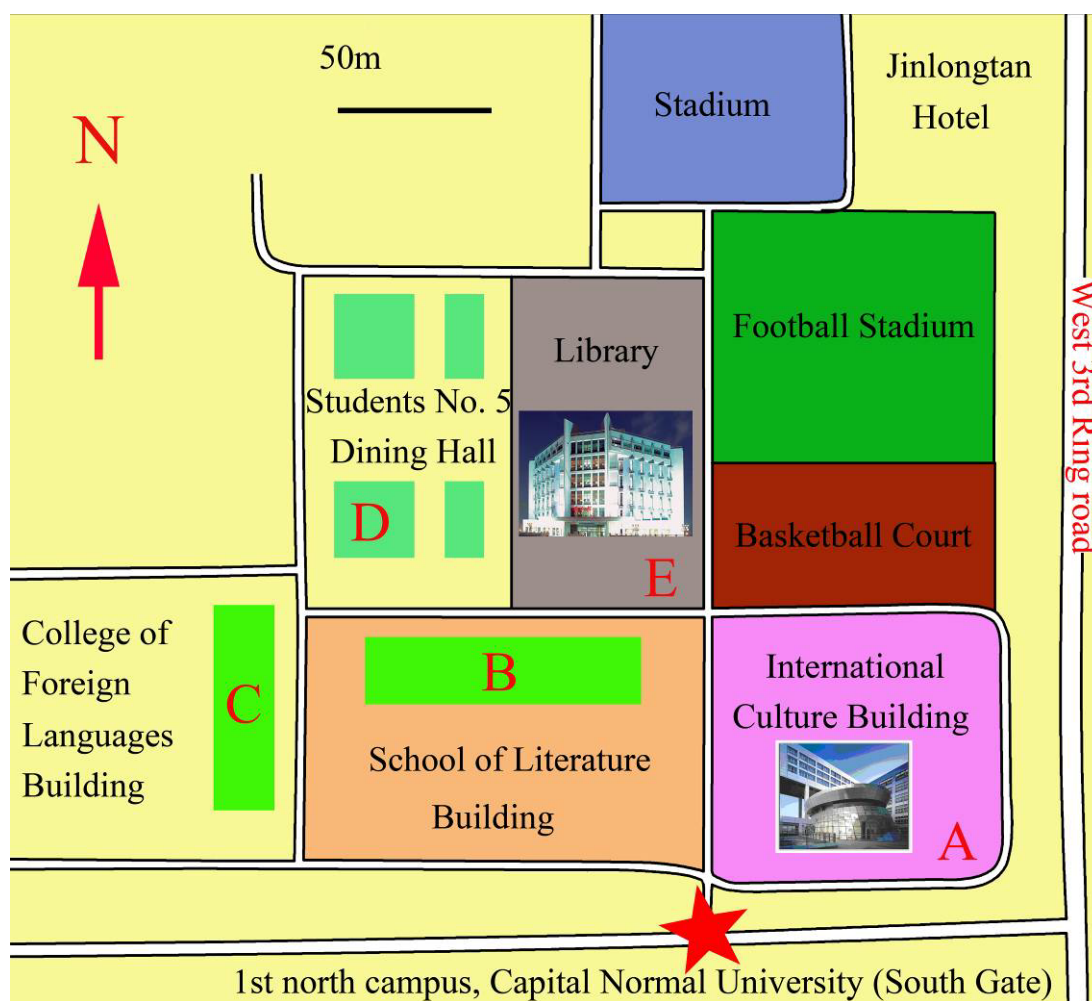 50m
N
Stadium
Jinlongtan
Hotel
West 3rd Ring road
Football Stadium
Library
Students No. 5
Dining Hall
D
E
Basketball Court
College of
Foreign
Languages
Building
C
B
School of Literature
Building
International
Culture Building
A
1st north campus, Capital Normal University (South Gate)